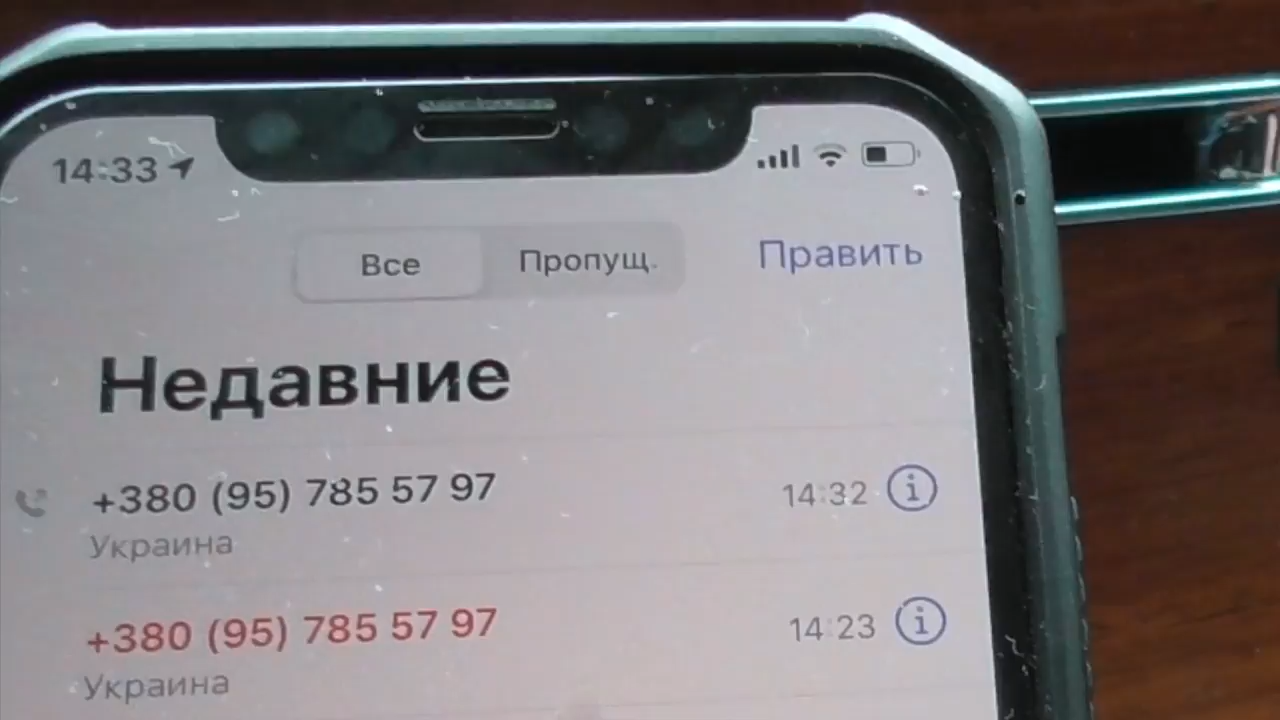 14:33
Все Пропущ. Править
Недавние
+380 (95) 785 57 97 14:32
Украина
+380 (95) 785 57 97 14:23
Украина